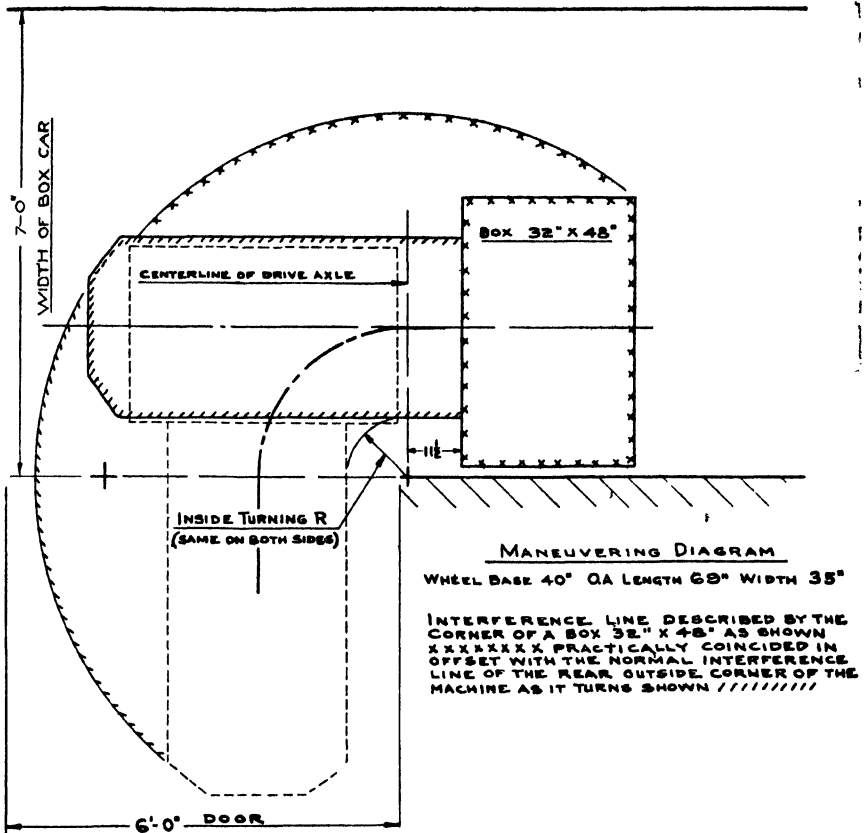 7'-0"
WIDTH OF BOX CAR
BOX 32" X 48"
CENTERLINE OF DRIVE AXLE
11½
INSIDE TURNING R
(SAME ON BOTH SIDES)
MANEUVERING DIAGRAM
WHEEL BASE 40" OA LENGTH 69" WIDTH 35"
INTERFERENCE LINE DESCRIBED BY THE
CORNER OF A BOX 32" X 48" AS SHOWN
XXXXXXXX PRACTICALLY COINCIDED IN
OFFSET WITH THE NORMAL INTERFERENCE
LINE OF THE REAR OUTSIDE CORNER OF THE
MACHINE AS IT TURNS SHOWN //////////
6'-0" DOOR